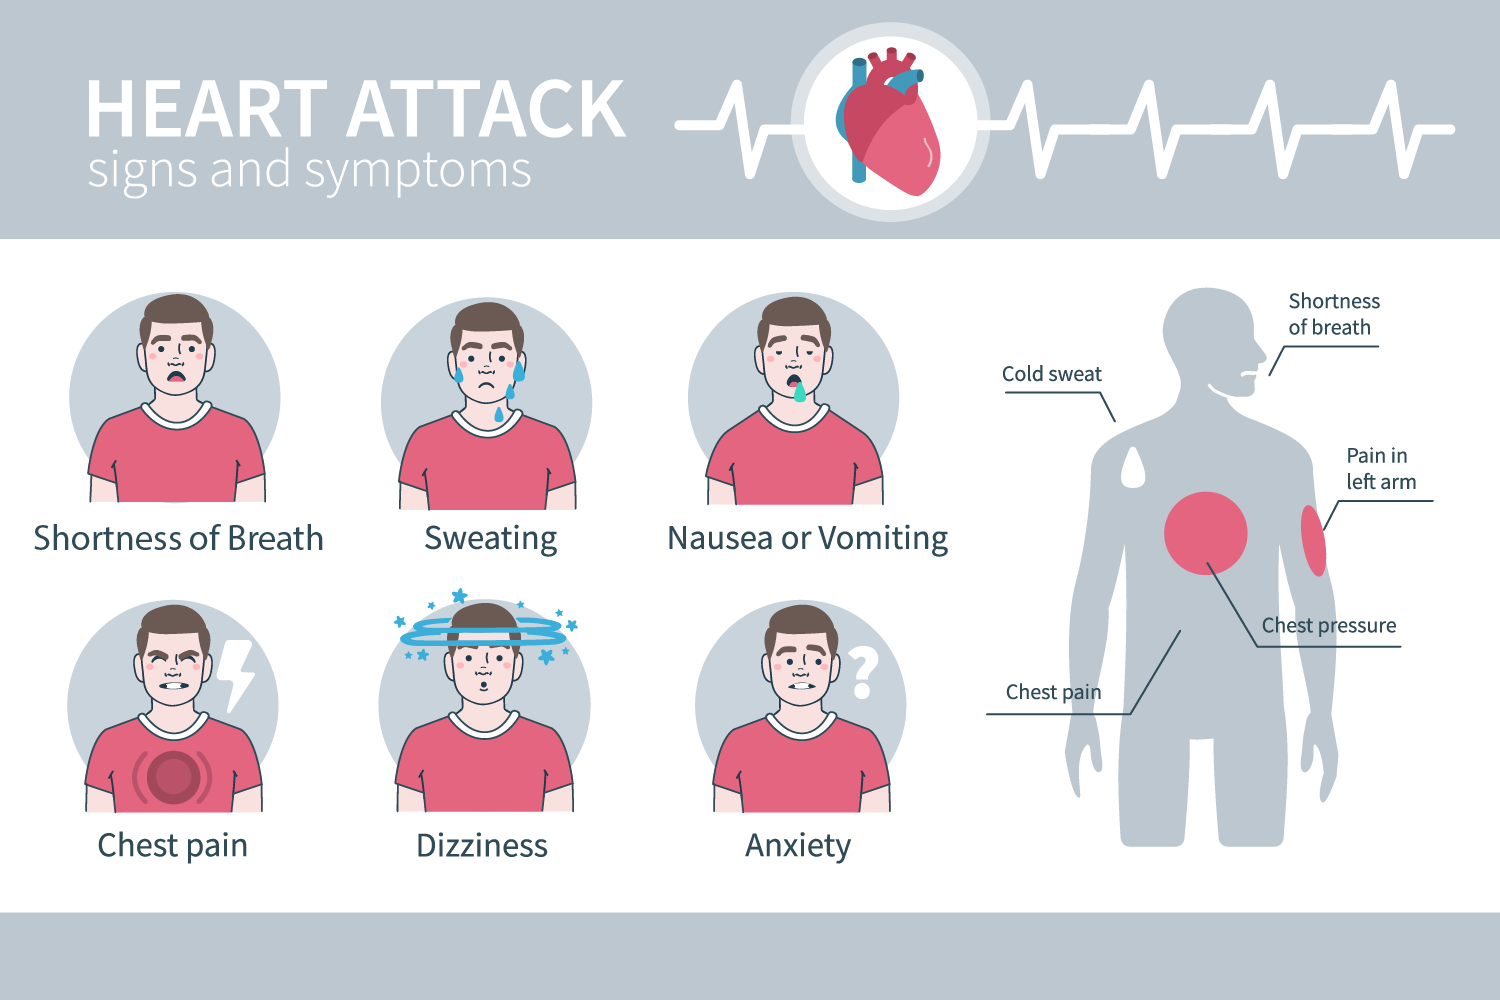 HEART ATTACK
signs and symptoms
Shortness of Breath
Sweating
Nausea or Vomiting
Chest pain
Dizziness
Anxiety
?
Shortness
of breath
Cold sweat
Pain in
left arm
Chest pressure
Chest pain